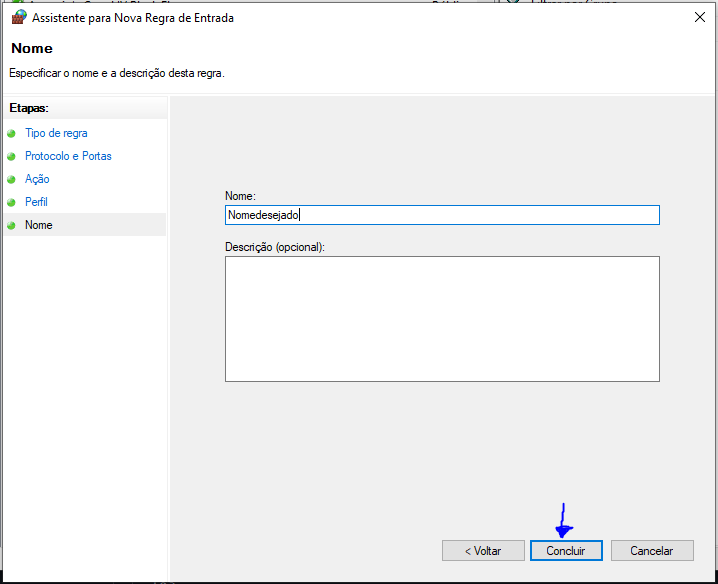 Assistente para Nova Regra de Entrada
Nome
Especificar o nome e a descrição desta regra.
Etapas:
Tipo de regra
Protocolo e Portas
Ação
Perfil
Nome
Nome:
Nomedesejado
Descrição (opcional):
< Voltar
Concluir
Cancelar